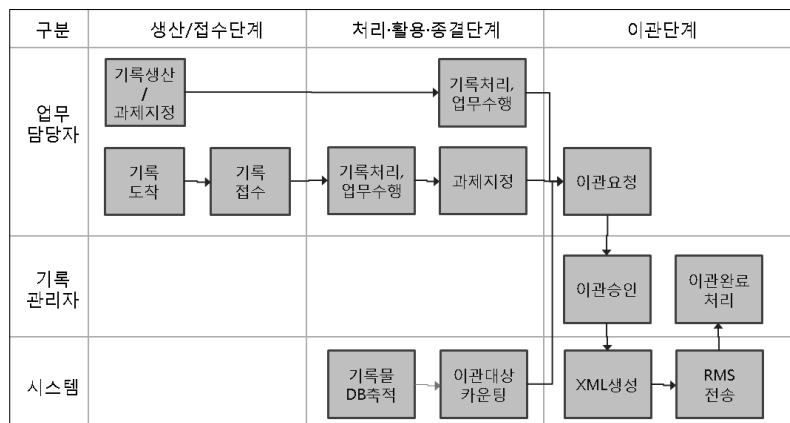 구분
생산/접수단계
처리·활용·종결단계
이관단계
업무
담당자
기록생산
/
과제지정
기록처리,
업무수행
기록
도착
기록
접수
기록처리,
업무수행
과제지정
이관요청
기록
관리자
이관승인
이관완료
처리
시스템
기록물
DB축적
이관대상
카운팅
XML생성
RMS
전송